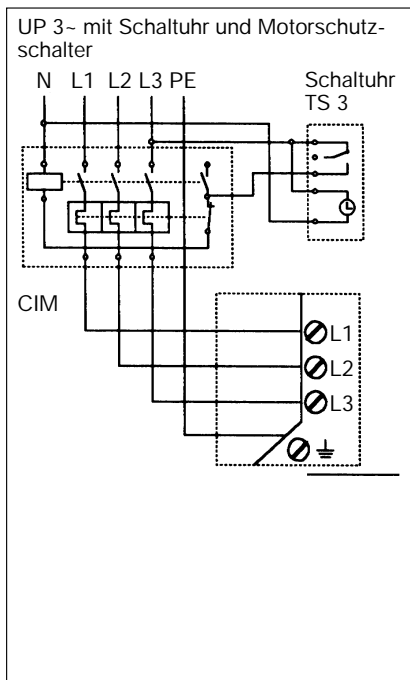 UP 3~ mit Schaltuhr und Motorschutz-
schalter
N L1 L2 L3 PE
Schaltuhr
TS 3
CIM
L1
L2
L3